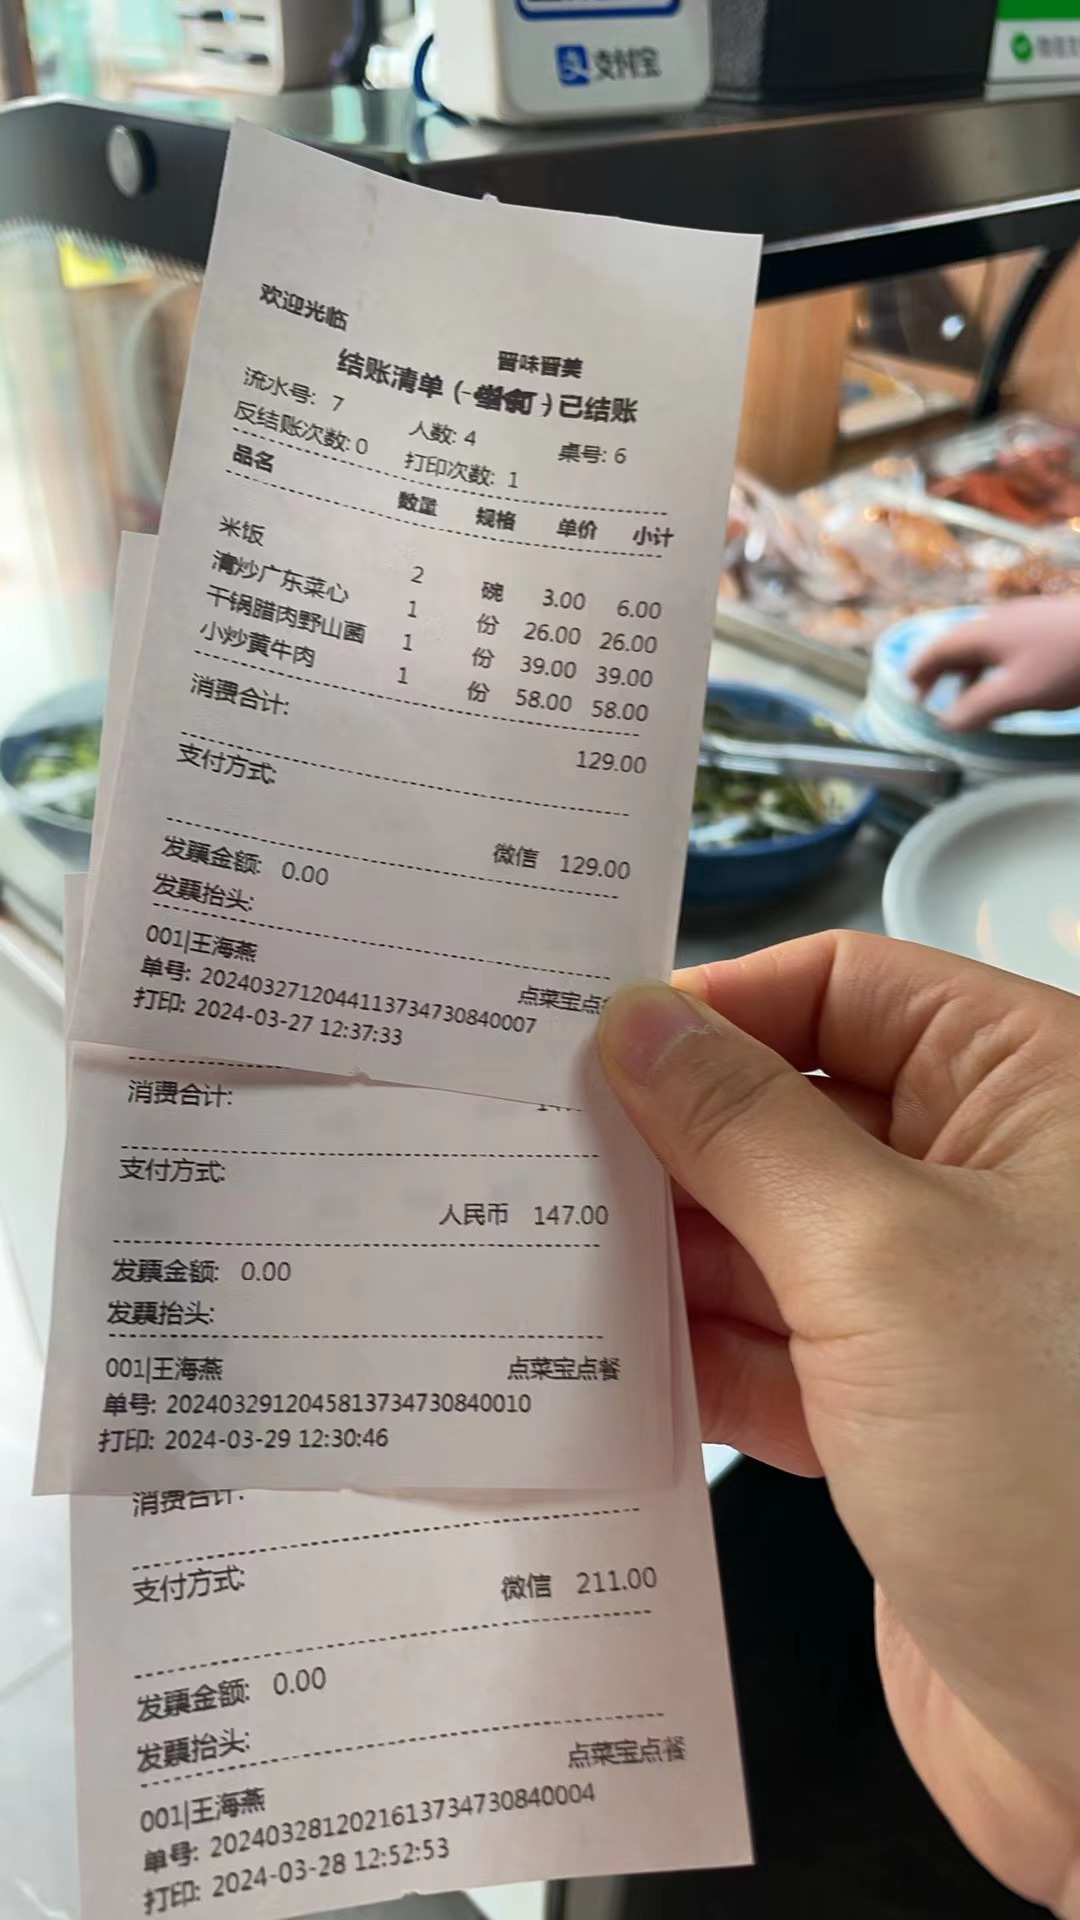 支付宝
欢迎光临
晋味晋美
结账清单(-堂食-)已结账
流水号: 7 人数: 4 桌号: 6
反结账次数: 0 打印次数: 1
品名 数量 规格 单价 小计
米饭 2 碗 3.00 6.00
清炒广东菜心 1 份 26.00 26.00
干锅腊肉野山菌 1 份 39.00 39.00
小炒黄牛肉 1 份 58.00 58.00
消费合计: 129.00
支付方式:
微信 129.00
发票金额: 0.00
发票抬头:
001|王海燕 点菜宝点
单号: 2024032712044113734730840007
打印: 2024-03-27 12:37:33
消费合计:
支付方式:
人民币 147.00
发票金额: 0.00
发票抬头:
001|王海燕 点菜宝点餐
单号: 2024032912045813734730840010
打印: 2024-03-29 12:30:46
消费合计:
支付方式:
微信 211.00
发票金额: 0.00
发票抬头:
001|王海燕 点菜宝点餐
单号: 2024032812021613734730840004
打印: 2024-03-28 12:52:53